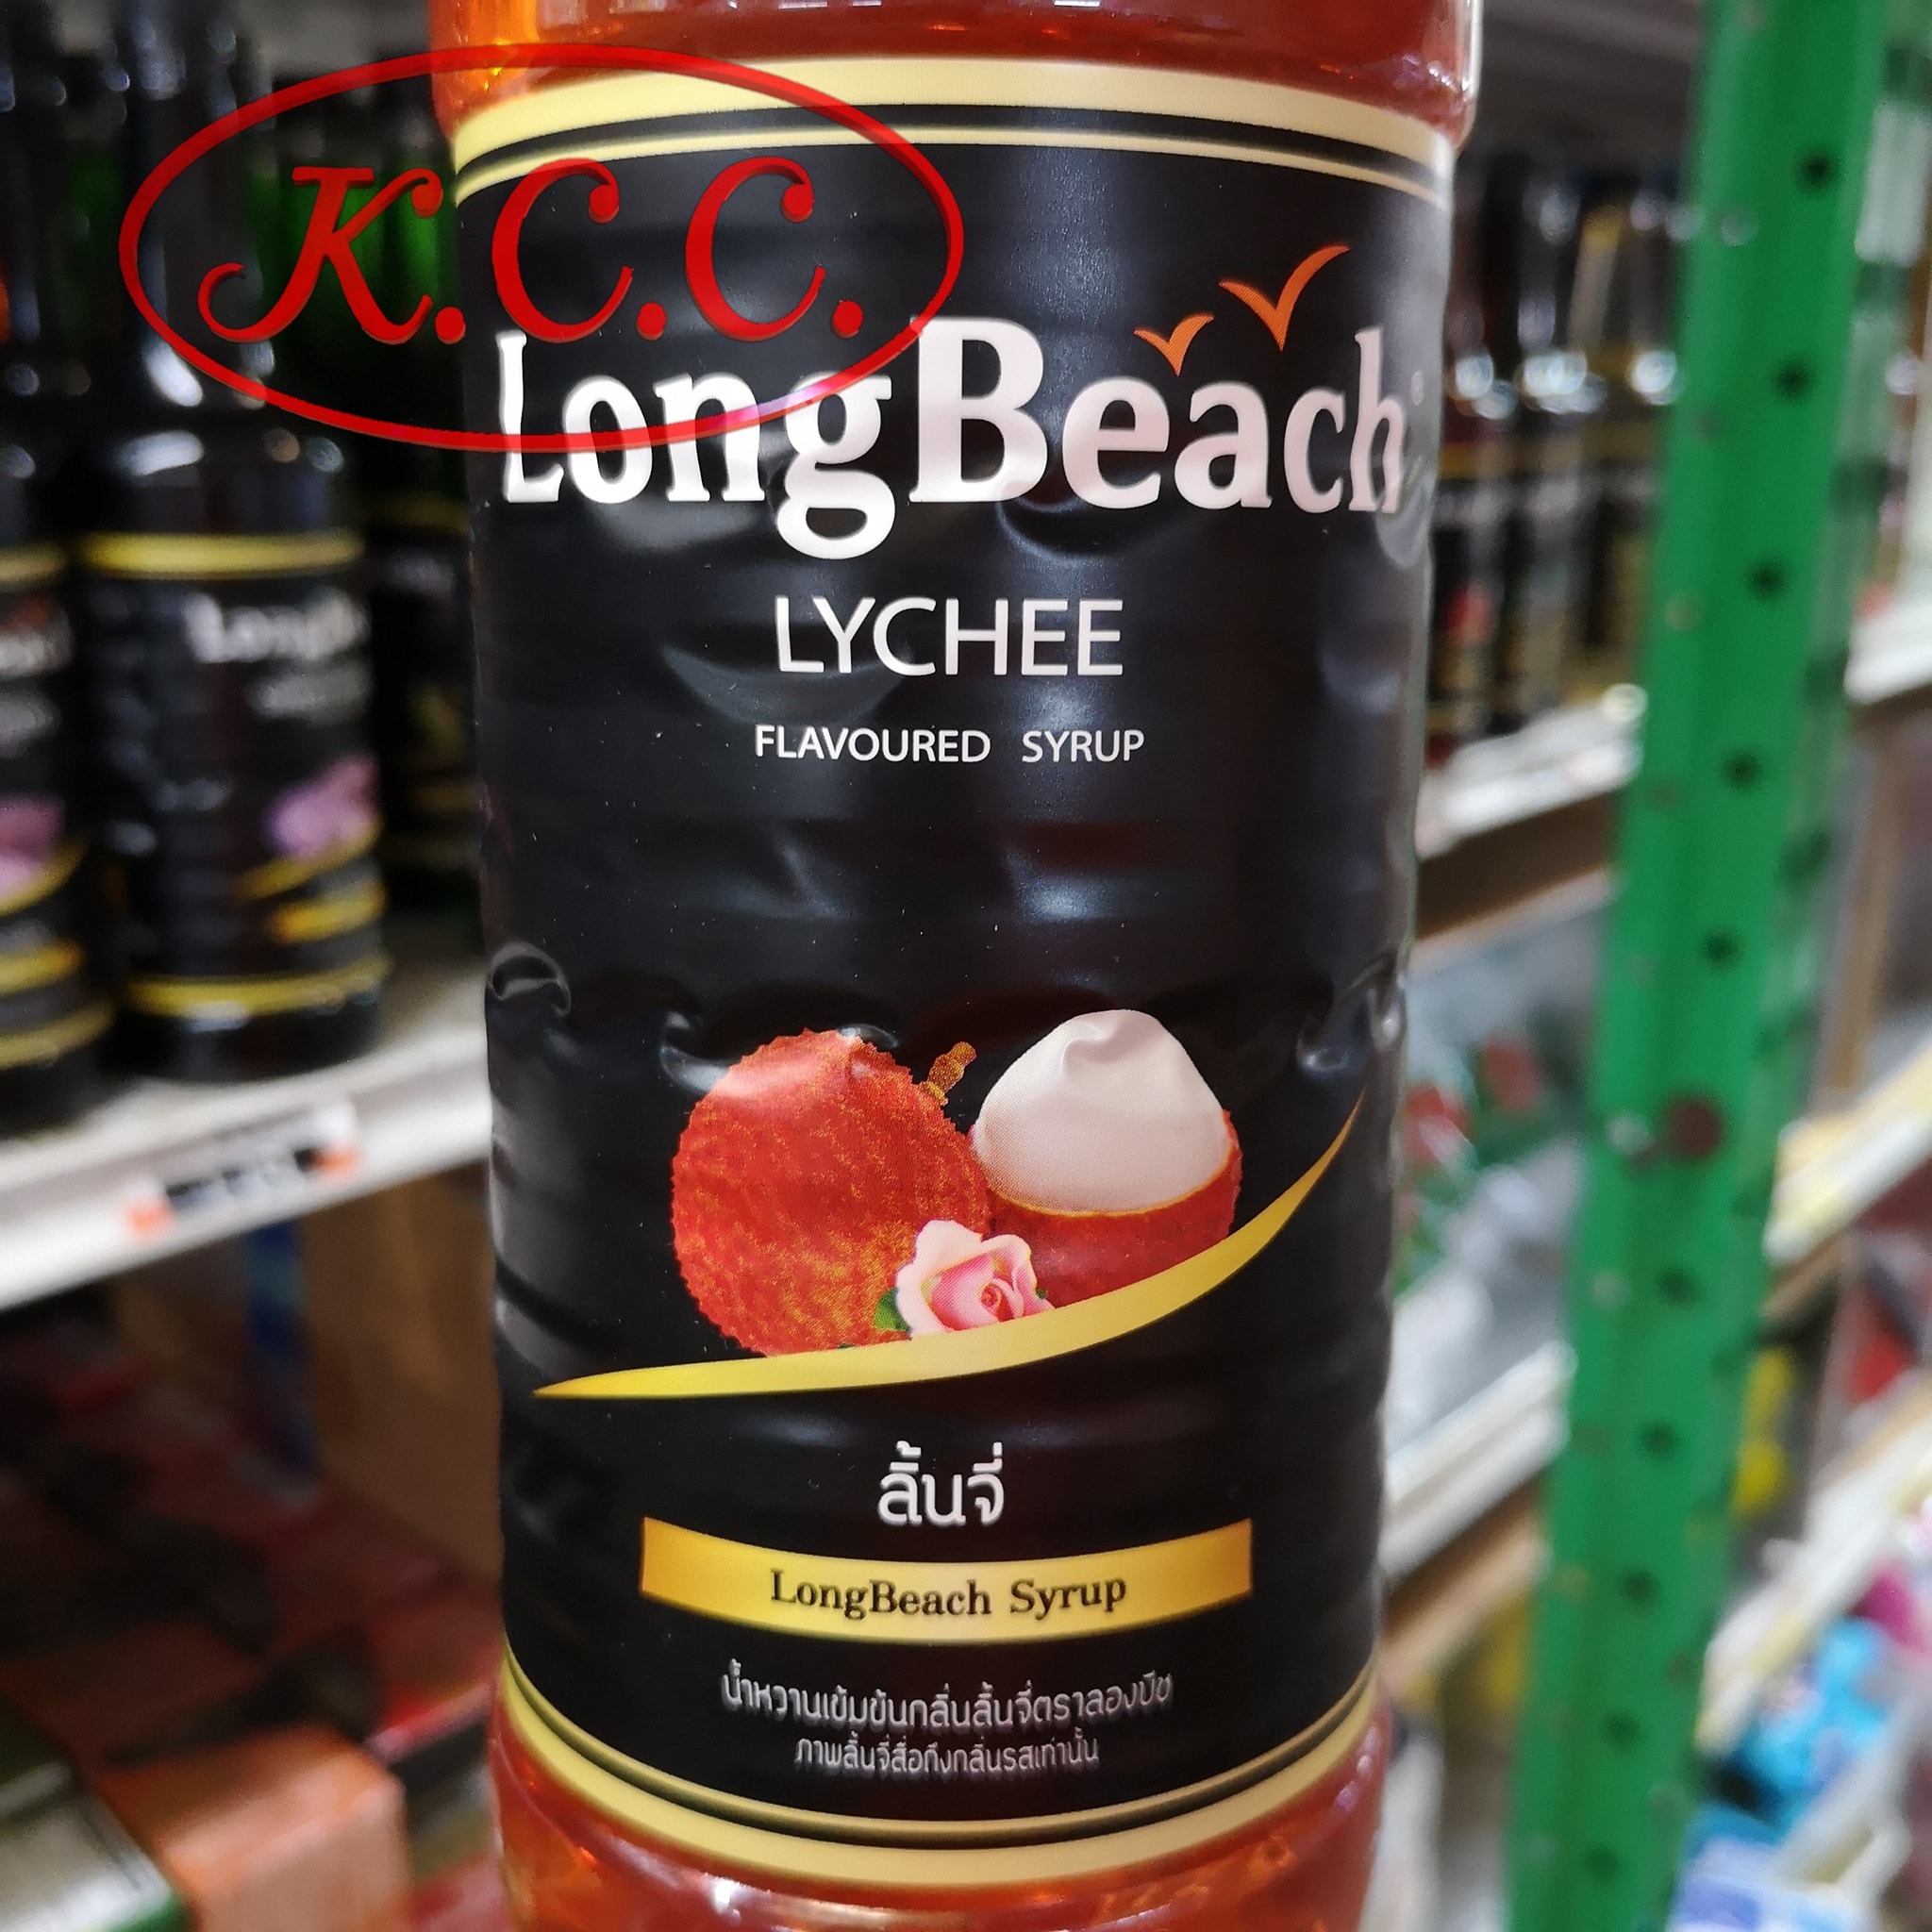 K.C.C.
LongBeach®
LYCHEE
FLAVOURED SYRUP
ลิ้นจี่
LongBeach Syrup
น้ำหวานเข้มข้นกลิ่นลิ้นจี่ตราลองบีช
ภาพลิ้นจี่สื่อถึงกลิ่นรสเท่านั้น